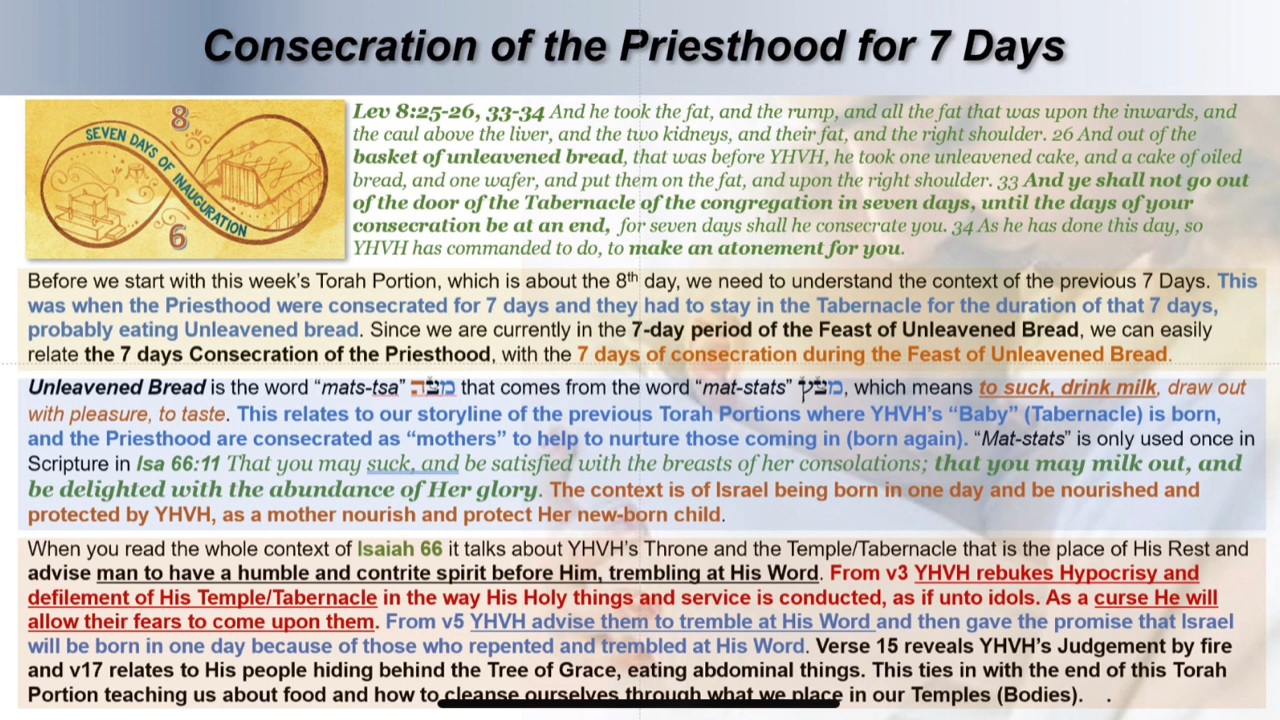 Consecration of the Priesthood for 7 Days
8
SEVEN DAYS OF INAUGURATION
6
Lev 8:25-26, 33-34 And he took the fat, and the rump, and all the fat that was upon the inwards, and
the caul above the liver, and the two kidneys, and their fat, and the right shoulder. 26 And out of the
basket of unleavened bread, that was before YHVH, he took one unleavened cake, and a cake of oiled
bread, and one wafer, and put them on the fat, and upon the right shoulder. 33 And ye shall not go out
of the door of the Tabernacle of the congregation in seven days, until the days of your
consecration be at an end, for seven days shall he consecrate you. 34 As he has done this day, so
YHVH has commanded to do, to make an atonement for you.
Before we start with this week's Torah Portion, which is about the 8th day, we need to understand the context of the previous 7 Days. This
was when the Priesthood were consecrated for 7 days and they had to stay in the Tabernacle for the duration of that 7 days,
probably eating Unleavened bread. Since we are currently in the 7-day period of the Feast of Unleavened Bread, we can easily
relate the 7 days Consecration of the Priesthood, with the 7 days of consecration during the Feast of Unleavened Bread.
Unleavened Bread is the word “mats-tsa” מַצָּה that comes from the word “mat-stats” מָצַץ, which means to suck, drink milk, draw out
with pleasure, to taste. This relates to our storyline of the previous Torah Portions where YHVH's “Baby” (Tabernacle) is born,
and the Priesthood are consecrated as “mothers” to help to nurture those coming in (born again). “Mat-stats” is only used once in
Scripture in Isa 66:11 That you may suck, and be satisfied with the breasts of her consolations; that you may milk out, and
be delighted with the abundance of Her glory. The context is of Israel being born in one day and be nourished and
protected by YHVH, as a mother nourish and protect Her new-born child.
When you read the whole context of Isaiah 66 it talks about YHVH's Throne and the Temple/Tabernacle that is the place of His Rest and
advise man to have a humble and contrite spirit before Him, trembling at His Word. From v3 YHVH rebukes Hypocrisy and
defilement of His Temple/Tabernacle in the way His Holy things and service is conducted, as if unto idols. As a curse He will
allow their fears to come upon them. From v5 YHVH advise them to tremble at His Word and then gave the promise that Israel
will be born in one day because of those who repented and trembled at His Word. Verse 15 reveals YHVH's Judgement by fire
and v17 relates to His people hiding behind the Tree of Grace, eating abdominal things. This ties in with the end of this Torah
Portion teaching us about food and how to cleanse ourselves through what we place in our Temples (Bodies). .